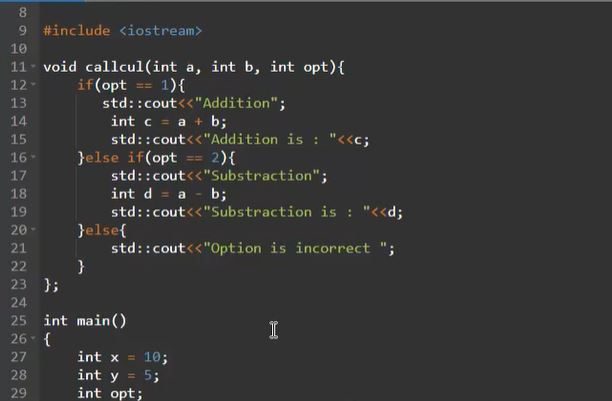 8
9 #include <iostream>
10
11 void callcul(int a, int b, int opt){
12 if(opt == 1){
13 std::cout<<"Addition";
14 int c = a + b;
15 std::cout<<"Addition is : "<<c;
16 }else if(opt == 2){
17 std::cout<<"Substraction";
18 int d = a - b;
19 std::cout<<"Substraction is : "<<d;
20 }else{
21 std::cout<<"Option is incorrect ";
22 }
23 };
24
25 int main()
26 {
27 int x = 10;
28 int y = 5;
29 int opt;